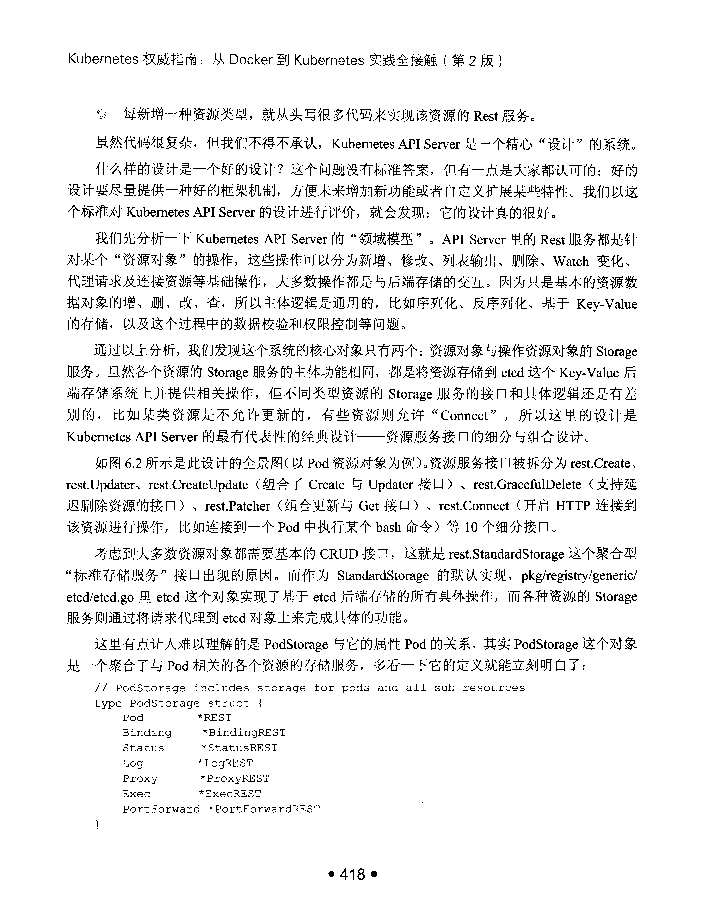 Kubernetes 权威指南：从 Docker 到 Kubernetes 实践全接触（第 2 版）
每新增一种资源类型，就从头写很多代码来实现该资源的 Rest 服务。
虽然代码很复杂，但我们不得不承认，Kubernetes API Server 是一个精心“设计”的系统。
什么样的设计是一个好的设计？这个问题没有标准答案，但有一点是大家都认可的：好的
设计要尽量提供一种好的框架机制，方便未来增加新功能或者自定义扩展某些特性。我们以这
个标准对 Kubernetes API Server 的设计进行评价，就会发现：它的设计真的很好。
我们先分析一下 Kubernetes API Server 的“领域模型”。API Server 里的 Rest 服务都是针
对某个“资源对象”的操作，这些操作可以分为新增、修改、列表输出、删除、Watch 变化、
代理请求及连接资源等基础操作，大多数操作都是与后端存储的交互。因为只是基本的资源数
据对象的增、删、改、查，所以主体逻辑是通用的，比如序列化、反序列化、基于 Key-Value
的存储，以及这个过程中的数据校验和权限控制等问题。
通过以上分析，我们发现这个系统的核心对象只有两个：资源对象与操作资源对象的 Storage
服务。虽然各个资源的 Storage 服务的主体功能相同，都是将资源存储到 etcd 这个 Key-Value 后
端存储系统上并提供相关操作，但不同类型资源的 Storage 服务的接口和具体逻辑还是有差
别的，比如某类资源是不允许更新的，有些资源则允许“Connect”，所以这里的设计是
Kubernetes API Server 的最有代表性的经典设计——资源服务接口的细分与组合设计。
如图 6.2 所示是此设计的全景图（以 Pod 资源对象为例）。资源服务接口被拆分为 rest.Create、
rest.Updater、rest.CreateUpdate（组合了 Create 与 Updater 接口）、rest.GracefulDelete（支持延
迟删除资源的接口）、rest.Patcher（组合更新与 Get 接口）、rest.Connect（开启 HTTP 连接到
该资源进行操作，比如连接到一个 Pod 中执行某个 bash 命令）等 10 个细分接口。
考虑到大多数资源对象都需要基本的 CRUD 接口，这就是 rest.StandardStorage 这个聚合型
“标准存储服务”接口出现的原因。而作为 StandardStorage 的默认实现，pkg/registry/generic/
etcd/etcd.go 里 etcd 这个对象实现了基于 etcd 后端存储的所有具体操作，而各种资源的 Storage
服务则通过将请求代理到 etcd 对象上来完成具体的功能。
这里有点让人难以理解的是 PodStorage 与它的属性 Pod 的关系，其实 PodStorage 这个对象
是一个聚合了与 Pod 相关的各个资源的存储服务，多看一下它的定义就能立刻明白了：
// PodStorage includes storage for pods and all sub resources
type PodStorage struct {
Pod *REST
Binding *BindingREST
Status *StatusREST
Log *LogREST
Proxy *ProxyREST
Exec *ExecREST
PortForward *PortForwardREST
}
• 418 •